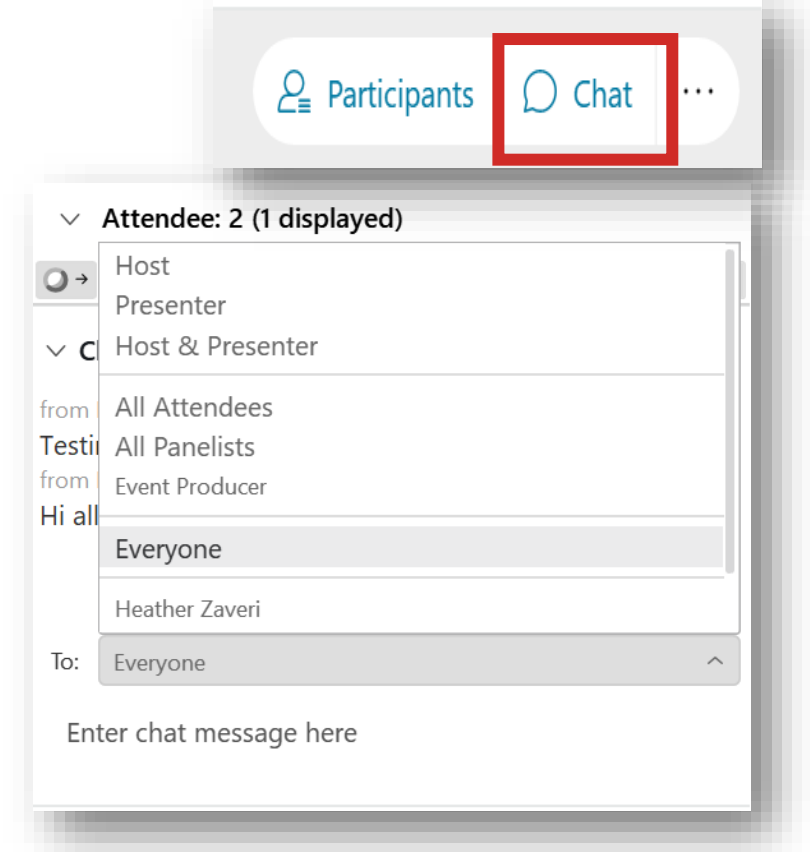 Participants Chat ...
Attendee: 2 (1 displayed)
Host
Presenter
Host & Presenter
from
All Attendees
All Panelists
from
Event Producer
Hi all
Everyone
Heather Zaveri
To: Everyone
Enter chat message here